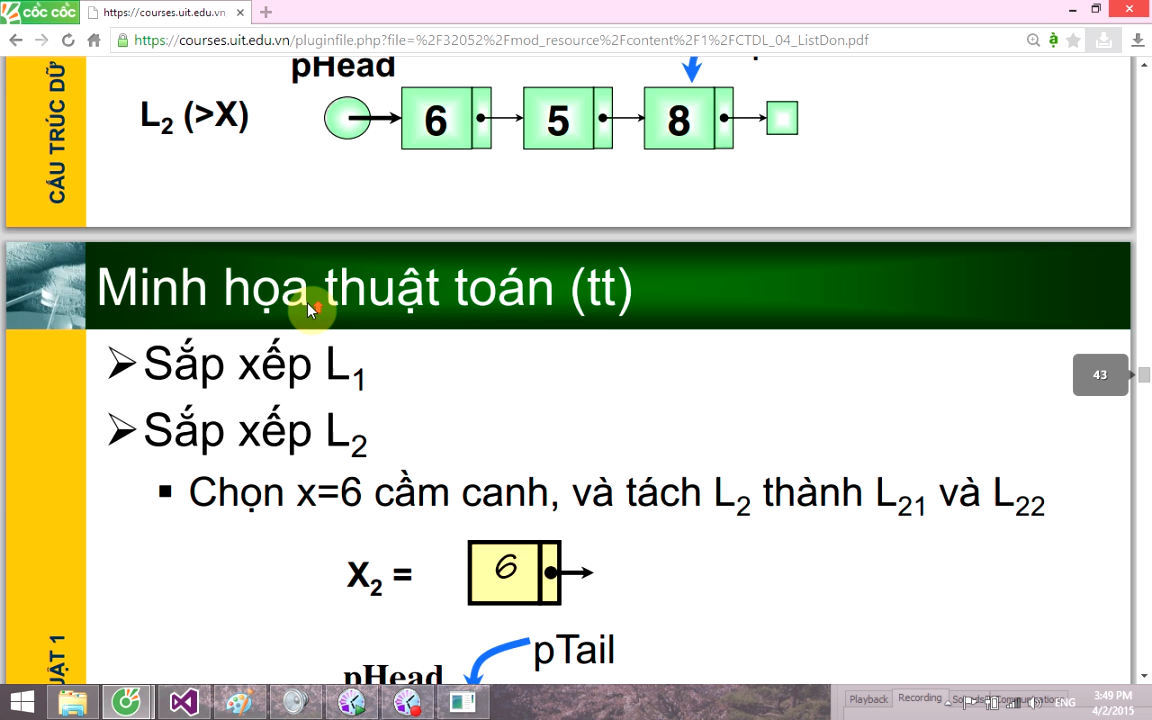 cốc cốc
https://courses.uit.edu.vn
https://courses.uit.edu.vn/pluginfile.php?file=%2F32052%2Fmod_resource%2Fcontent%2F1%2FCTDL_04_ListDon.pdf
CẤU TRÚC DỮ
pHead
L2 (>X)
6
5
8
Minh họa thuật toán (tt)
43
➢Sắp xếp L1
➢Sắp xếp L2
▪ Chọn x=6 cầm canh, và tách L2 thành L21 và L22
X2 =
6
UẬT 1
pTail
pHead
Playback
Recording
ENG
3:49 PM
4/2/2015